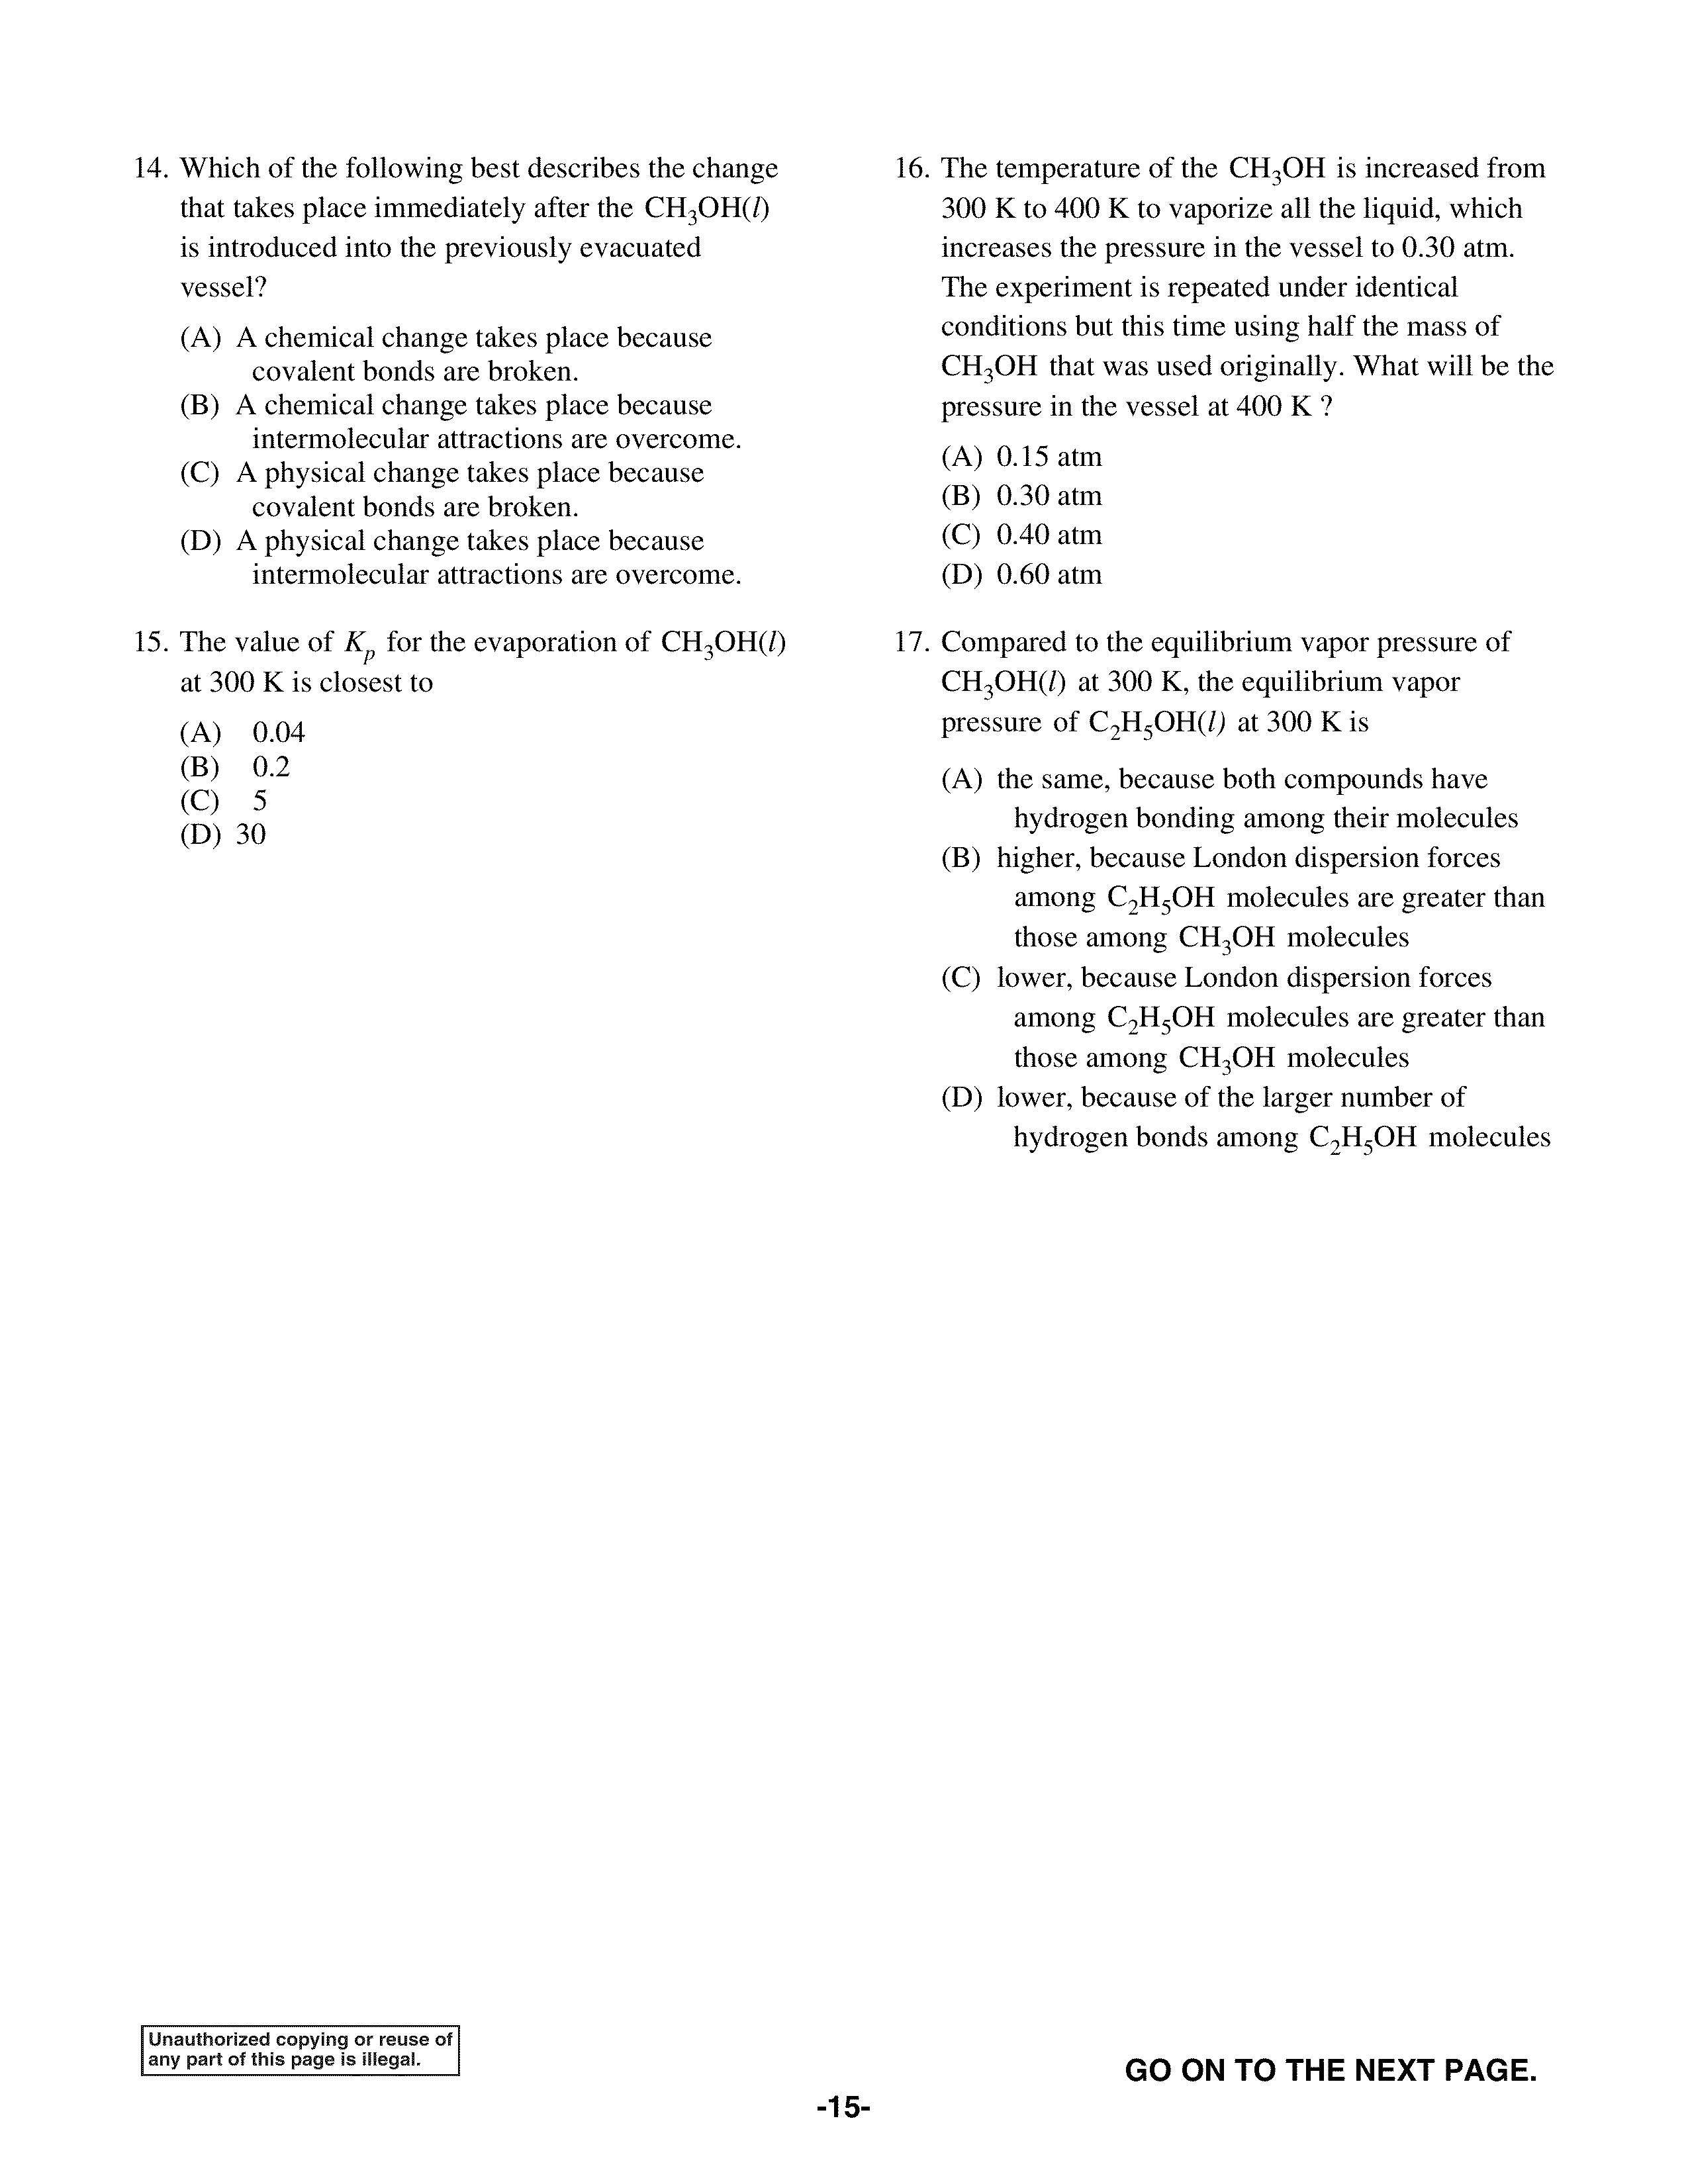 14. Which of the following best describes the change
that takes place immediately after the CH₃OH(l)
is introduced into the previously evacuated
vessel?
(A) A chemical change takes place because
covalent bonds are broken.
(B) A chemical change takes place because
intermolecular attractions are overcome.
(C) A physical change takes place because
covalent bonds are broken.
(D) A physical change takes place because
intermolecular attractions are overcome.
15. The value of Kₚ for the evaporation of CH₃OH(l)
at 300 K is closest to
(A) 0.04
(B) 0.2
(C) 5
(D) 30
16. The temperature of the CH₃OH is increased from
300 K to 400 K to vaporize all the liquid, which
increases the pressure in the vessel to 0.30 atm.
The experiment is repeated under identical
conditions but this time using half the mass of
CH₃OH that was used originally. What will be the
pressure in the vessel at 400 K ?
(A) 0.15 atm
(B) 0.30 atm
(C) 0.40 atm
(D) 0.60 atm
17. Compared to the equilibrium vapor pressure of
CH₃OH(l) at 300 K, the equilibrium vapor
pressure of C₂H₅OH(l) at 300 K is
(A) the same, because both compounds have
hydrogen bonding among their molecules
(B) higher, because London dispersion forces
among C₂H₅OH molecules are greater than
those among CH₃OH molecules
(C) lower, because London dispersion forces
among C₂H₅OH molecules are greater than
those among CH₃OH molecules
(D) lower, because of the larger number of
hydrogen bonds among C₂H₅OH molecules
Unauthorized copying or reuse of
any part of this page is illegal.
GO ON TO THE NEXT PAGE.
-15-